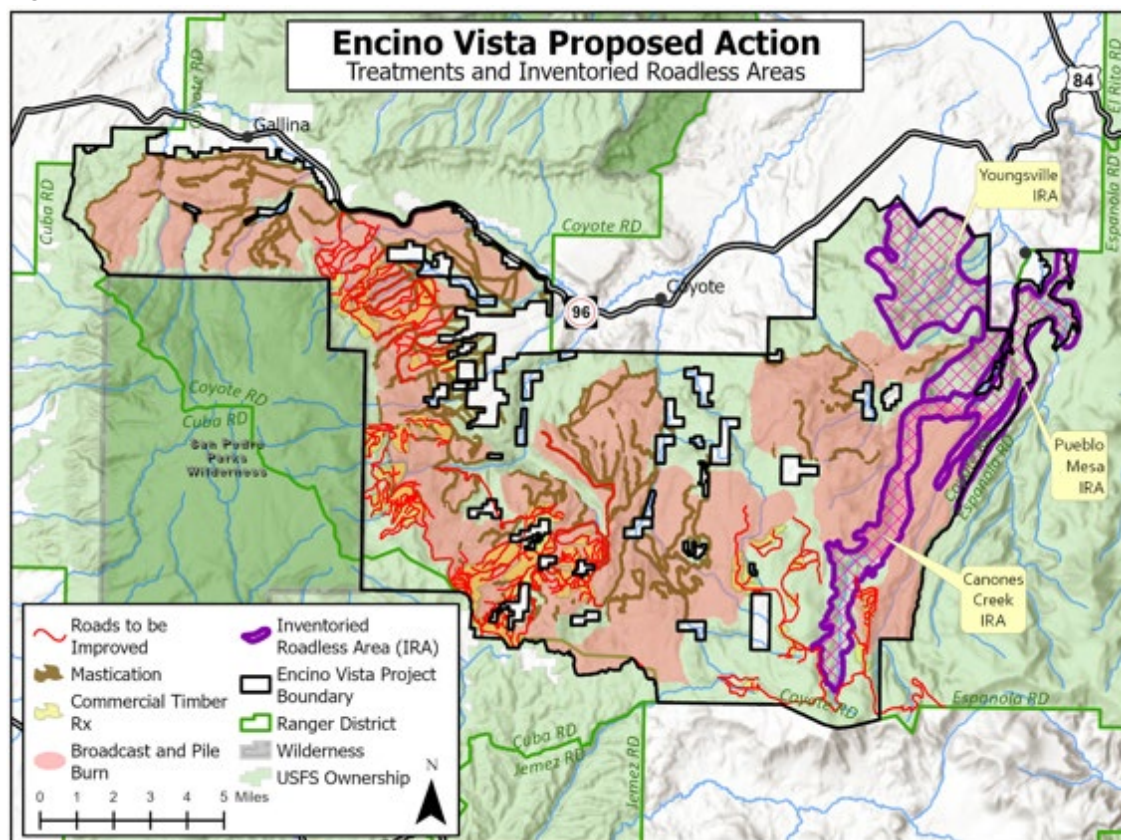 Encino Vista Proposed Action
Treatments and Inventoried Roadless Areas
Coyote RD
Gallina
84
El Rito RD
Espanola RD
Youngsville
IRA
Cuba RD
Coyote RD
Coyote
96
Coyote RD
Cuba RD
San Pedro
Parks
Wilderness
Espanola RD
Pueblo
Mesa
IRA
Canones
Creek
IRA
Coyote RD
Espanola RD
Cuba RD
Jemez RD
Jemez RD
Roads to be
Improved
Mastication
Commercial Timber
Rx
Broadcast and Pile
Burn
Inventoried
Roadless Area (IRA)
Encino Vista Project
Boundary
Ranger District
Wilderness
USFS Ownership
0 1 2 3 4 5 Miles
N